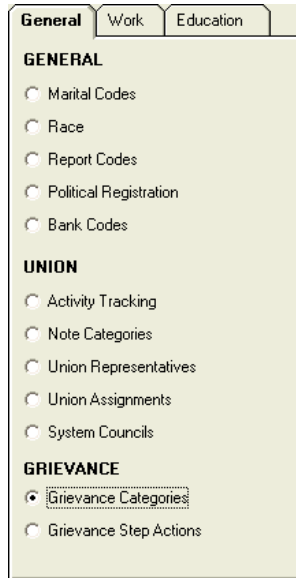 General Work Education
GENERAL
Marital Codes
Race
Report Codes
Political Registration
Bank Codes
UNION
Activity Tracking
Note Categories
Union Representatives
Union Assignments
System Councils
GRIEVANCE
Grievance Categories
Grievance Step Actions